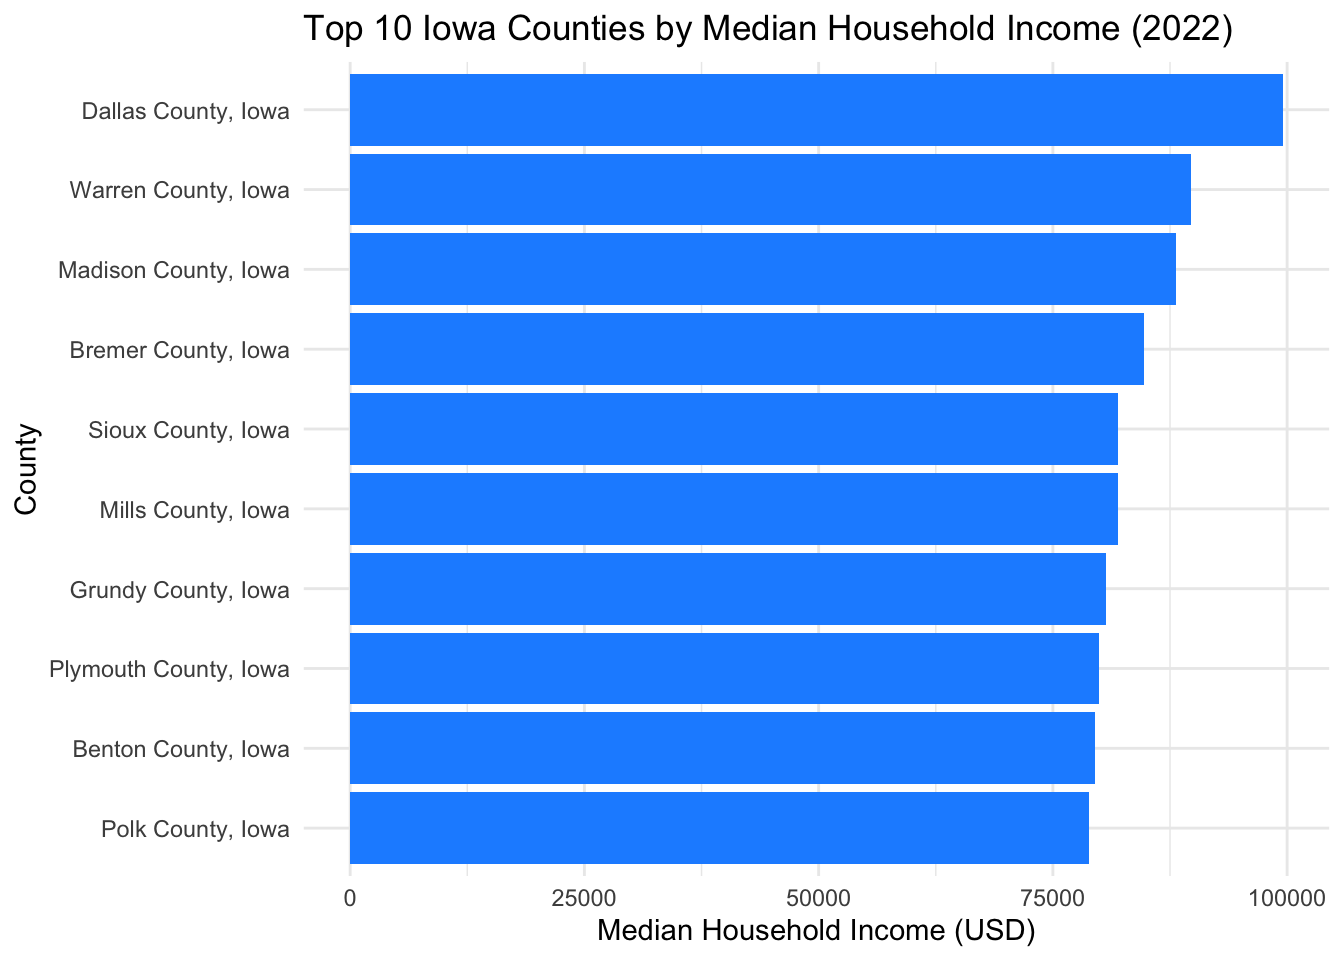 Top 10 Iowa Counties by Median Household Income (2022)
County
Dallas County, Iowa
Warren County, Iowa
Madison County, Iowa
Bremer County, Iowa
Sioux County, Iowa
Mills County, Iowa
Grundy County, Iowa
Plymouth County, Iowa
Benton County, Iowa
Polk County, Iowa
0 25000 50000 75000 100000
Median Household Income (USD)